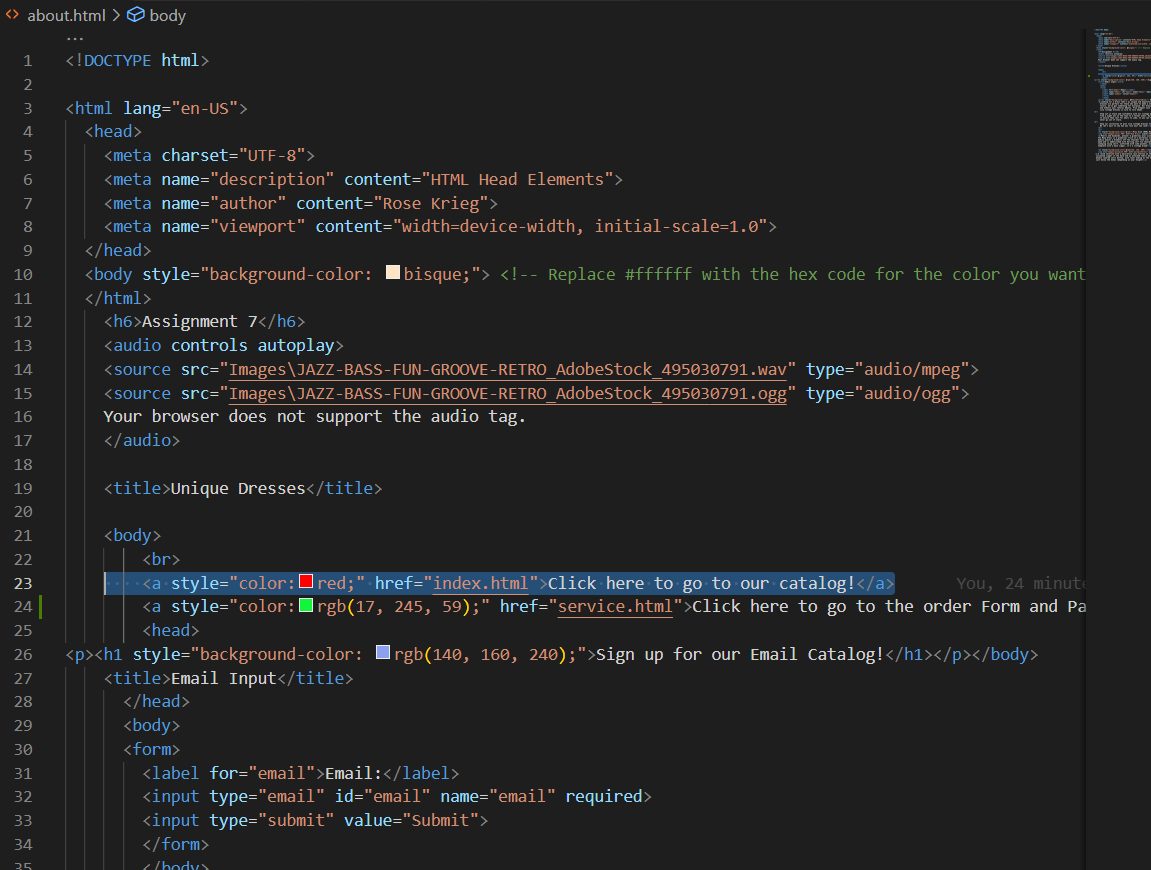 about.html > body
...
1 <!DOCTYPE html>
2
3 <html lang="en-US">
4 <head>
5 <meta charset="UTF-8">
6 <meta name="description" content="HTML Head Elements">
7 <meta name="author" content="Rose Krieg">
8 <meta name="viewport" content="width=device-width, initial-scale=1.0">
9 </head>
10 <body style="background-color: bisque;"> <!-- Replace #ffffff with the hex code for the color you want
11 </html>
12 <h6>Assignment 7</h6>
13 <audio controls autoplay>
14 <source src="Images\JAZZ-BASS-FUN-GROOVE-RETRO_AdobeStock_495030791.wav" type="audio/mpeg">
15 <source src="Images\JAZZ-BASS-FUN-GROOVE-RETRO_AdobeStock_495030791.ogg" type="audio/ogg">
16 Your browser does not support the audio tag.
17 </audio>
18
19 <title>Unique Dresses</title>
20
21 <body>
22 <br>
23 <a style="color:red;" href="index.html">Click here to go to our catalog!</a> You, 24 minute
24 <a style="color:rgb(17, 245, 59);" href="service.html">Click here to go to the order Form and Pa
25 <head>
26 <p><h1 style="background-color: rgb(140, 160, 240);">Sign up for our Email Catalog!</h1></p></body>
27 <title>Email Input</title>
28 </head>
29 <body>
30 <form>
31 <label for="email">Email:</label>
32 <input type="email" id="email" name="email" required>
33 <input type="submit" value="Submit">
34 </form>
35 </body>